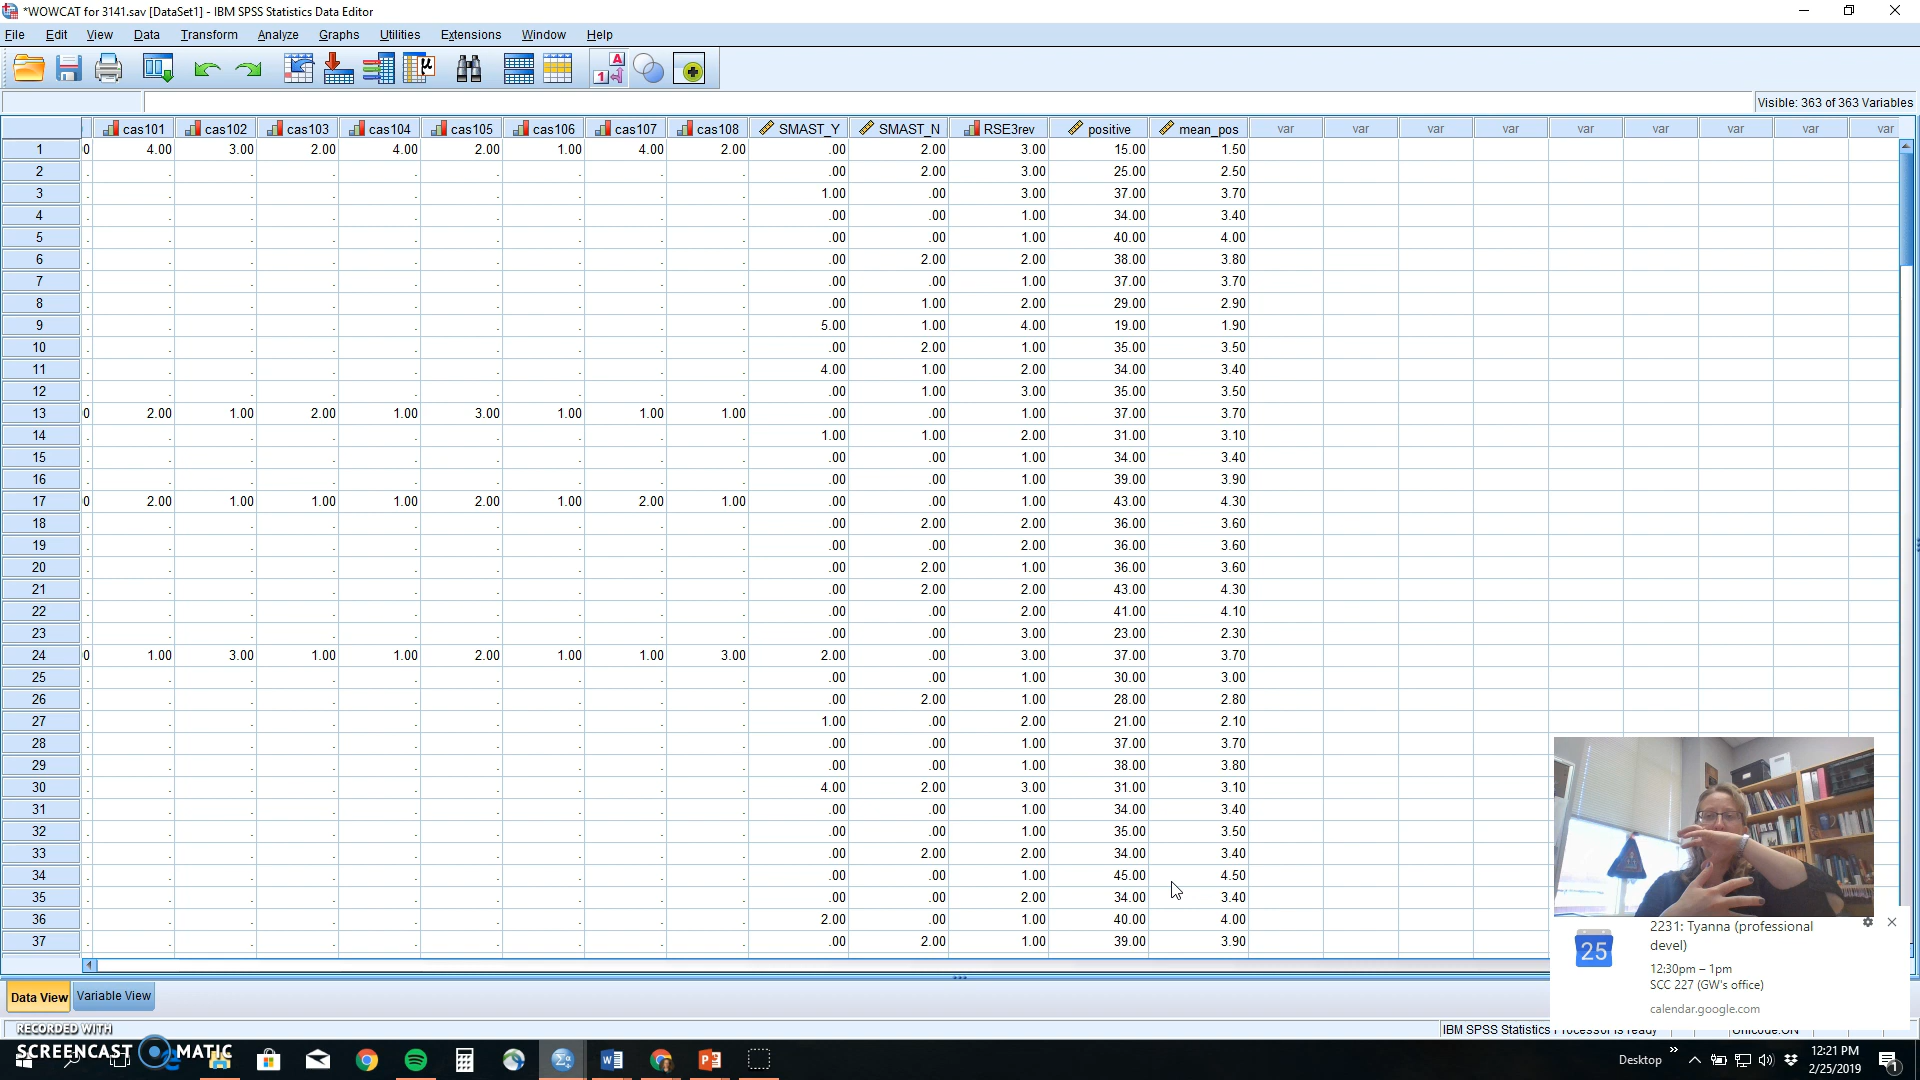 *WOWCAT for 3141.sav [DataSet1] - IBM SPSS Statistics Data Editor
File Edit View Data Transform Analyze Graphs Utilities Extensions Window Help
Visible: 363 of 363 Variables
cas101 cas102 cas103 cas104 cas105 cas106 cas107 cas108 SMAST_Y SMAST_N RSE3rev positive mean_pos var var var var var var var var var
1 0 4.00 3.00 2.00 4.00 2.00 1.00 4.00 2.00 .00 2.00 3.00 15.00 1.50
2 . . . . . . . . . .00 2.00 3.00 25.00 2.50
3 . . . . . . . . . 1.00 .00 3.00 37.00 3.70
4 . . . . . . . . . .00 .00 1.00 34.00 3.40
5 . . . . . . . . . .00 .00 1.00 40.00 4.00
6 . . . . . . . . . .00 2.00 2.00 38.00 3.80
7 . . . . . . . . . .00 .00 1.00 37.00 3.70
8 . . . . . . . . . .00 1.00 2.00 29.00 2.90
9 . . . . . . . . . 5.00 1.00 4.00 19.00 1.90
10 . . . . . . . . . .00 2.00 1.00 35.00 3.50
11 . . . . . . . . . 4.00 1.00 2.00 34.00 3.40
12 . . . . . . . . . .00 1.00 3.00 35.00 3.50
13 0 2.00 1.00 2.00 1.00 3.00 1.00 1.00 1.00 .00 .00 1.00 37.00 3.70
14 . . . . . . . . . 1.00 1.00 2.00 31.00 3.10
15 . . . . . . . . . .00 .00 1.00 34.00 3.40
16 . . . . . . . . . .00 .00 1.00 39.00 3.90
17 0 2.00 1.00 1.00 1.00 2.00 1.00 2.00 1.00 .00 .00 1.00 43.00 4.30
18 . . . . . . . . . .00 2.00 2.00 36.00 3.60
19 . . . . . . . . . .00 .00 2.00 36.00 3.60
20 . . . . . . . . . .00 2.00 1.00 36.00 3.60
21 . . . . . . . . . .00 2.00 2.00 43.00 4.30
22 . . . . . . . . . .00 .00 2.00 41.00 4.10
23 . . . . . . . . . .00 .00 3.00 23.00 2.30
24 0 1.00 3.00 1.00 1.00 2.00 1.00 1.00 3.00 2.00 .00 3.00 37.00 3.70
25 . . . . . . . . . .00 .00 1.00 30.00 3.00
26 . . . . . . . . . .00 2.00 1.00 28.00 2.80
27 . . . . . . . . . 1.00 .00 2.00 21.00 2.10
28 . . . . . . . . . .00 .00 1.00 37.00 3.70
29 . . . . . . . . . .00 .00 1.00 38.00 3.80
30 . . . . . . . . . 4.00 2.00 3.00 31.00 3.10
31 . . . . . . . . . .00 .00 1.00 34.00 3.40
32 . . . . . . . . . .00 .00 1.00 35.00 3.50
33 . . . . . . . . . .00 2.00 2.00 34.00 3.40
34 . . . . . . . . . .00 .00 1.00 45.00 4.50
35 . . . . . . . . . .00 .00 2.00 34.00 3.40
36 . . . . . . . . . 2.00 .00 1.00 40.00 4.00
37 . . . . . . . . . .00 2.00 1.00 39.00 3.90
25
2231: Tyanna (professional
devel)
12:30pm – 1pm
SCC 227 (GW's office)
calendar.google.com
Data View Variable View
IBM SPSS Statistics Processor is ready Unicode:ON
RECORDED WITH
SCREENCAST MATIC
Desktop
12:21 PM
2/25/2019
1